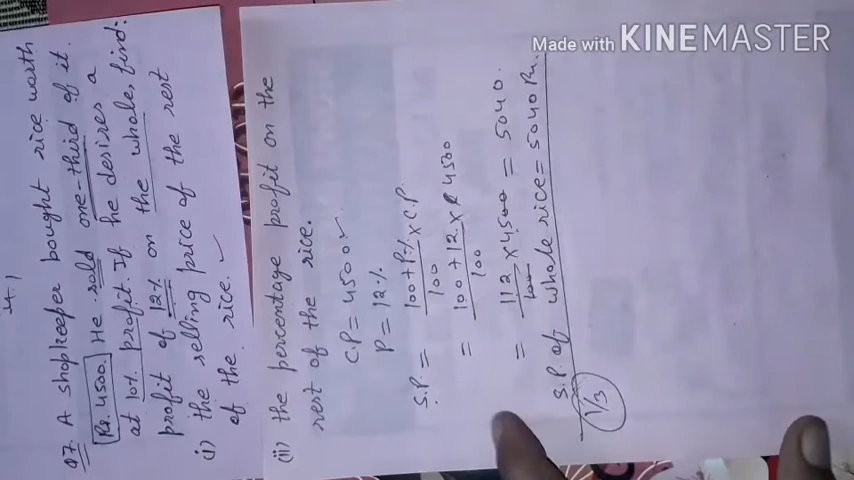 4.1
Q7. A shopkeeper bought rice worth
Rs. 4500. He sold one-third of it
at 10% profit. If he desires a
profit of 12% on the whole, find:
(i) the selling price of the rest
of the rice.
(ii) the percentage profit on the
rest of the rice.
C.P = 4500
P = 12%
S.P. = 100+P% / 100 × C.P.
= 100 + 12 / 100 × 4500
= 112 / 100 × 4500 = 5040.
S.P. of whole rice = 5040 Rs.
1/3
Made with KINEMASTER